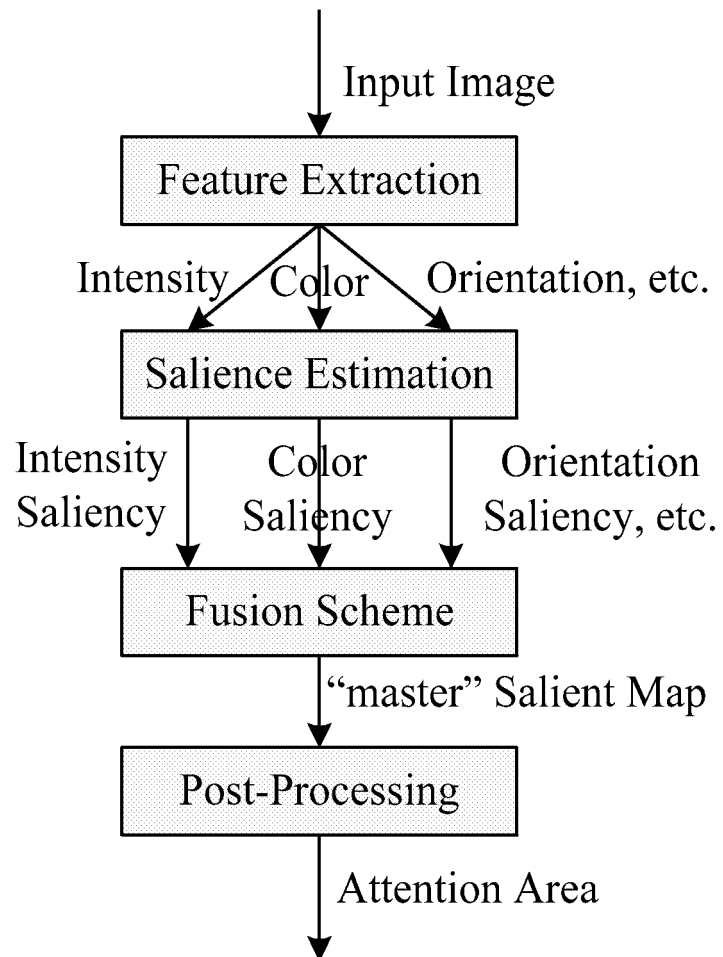 Input Image
Feature Extraction
Intensity
Color
Orientation, etc.
Salience Estimation
Intensity
Saliency
Color
Saliency
Orientation
Saliency, etc.
Fusion Scheme
“master” Salient Map
Post-Processing
Attention Area